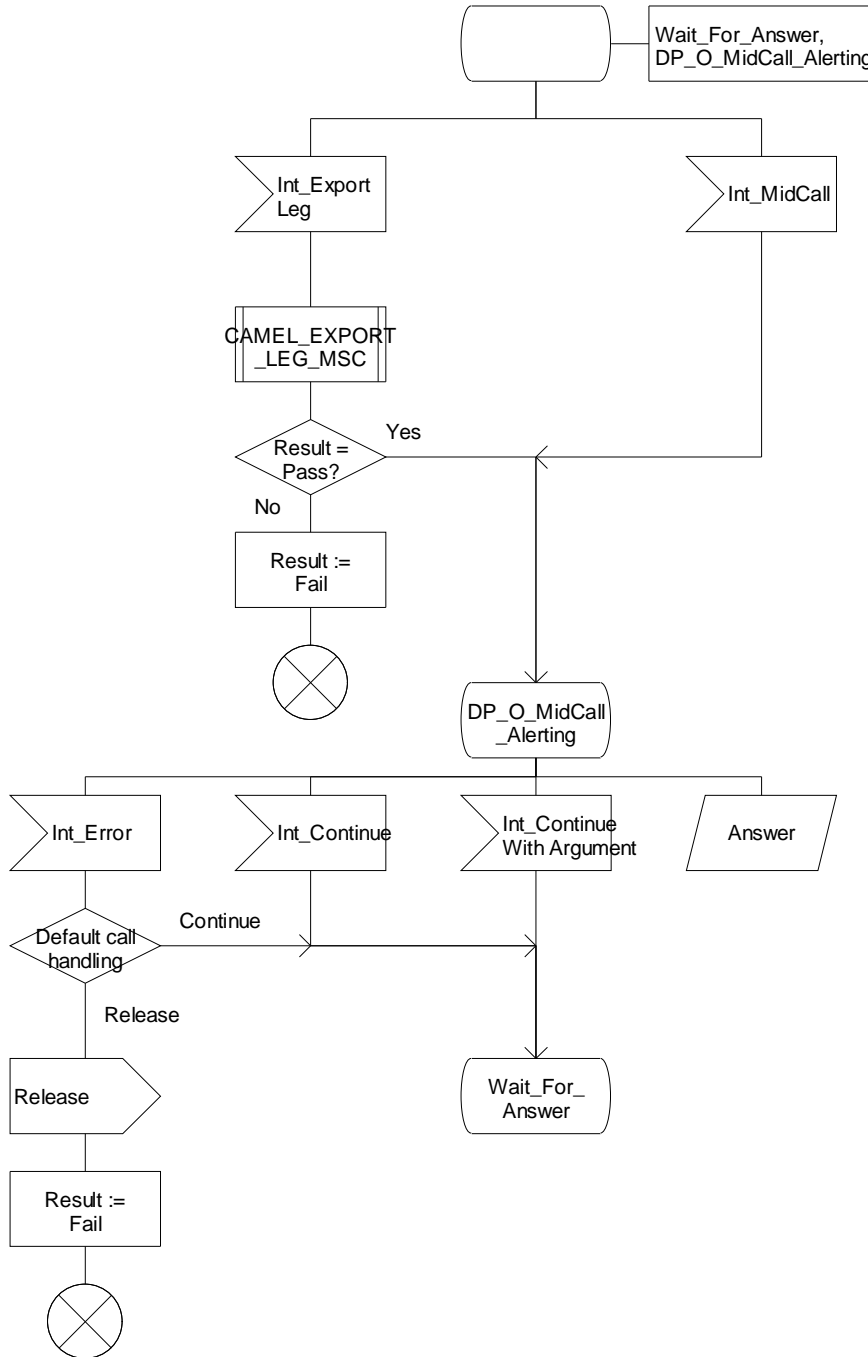 Wait_For_Answer,
DP_O_MidCall_Alerting
Int_Export
Leg
Int_MidCall
CAMEL_EXPORT
_LEG_MSC
Result =
Pass?
Yes
No
Result :=
Fail
DP_O_MidCall
_Alerting
Int_Error
Int_Continue
Int_Continue
With Argument
Answer
Default call
handling
Continue
Release
Release
Wait_For_
Answer
Result :=
Fail